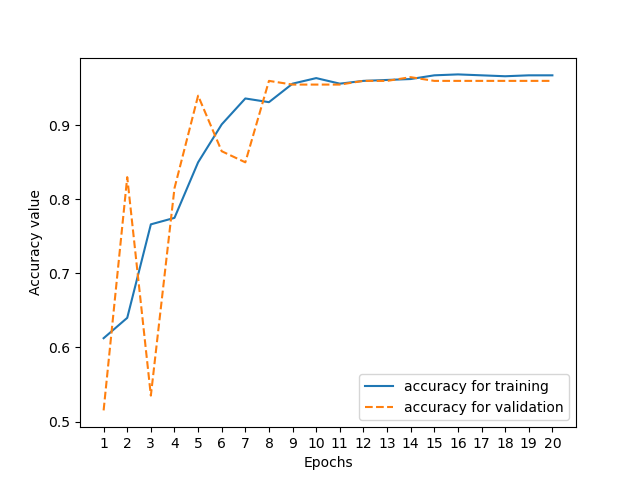 0.9
0.8
0.7
0.6
0.5
Accuracy value
accuracy for training
accuracy for validation
1 2 3 4 5 6 7 8 9 10 11 12 13 14 15 16 17 18 19 20
Epochs